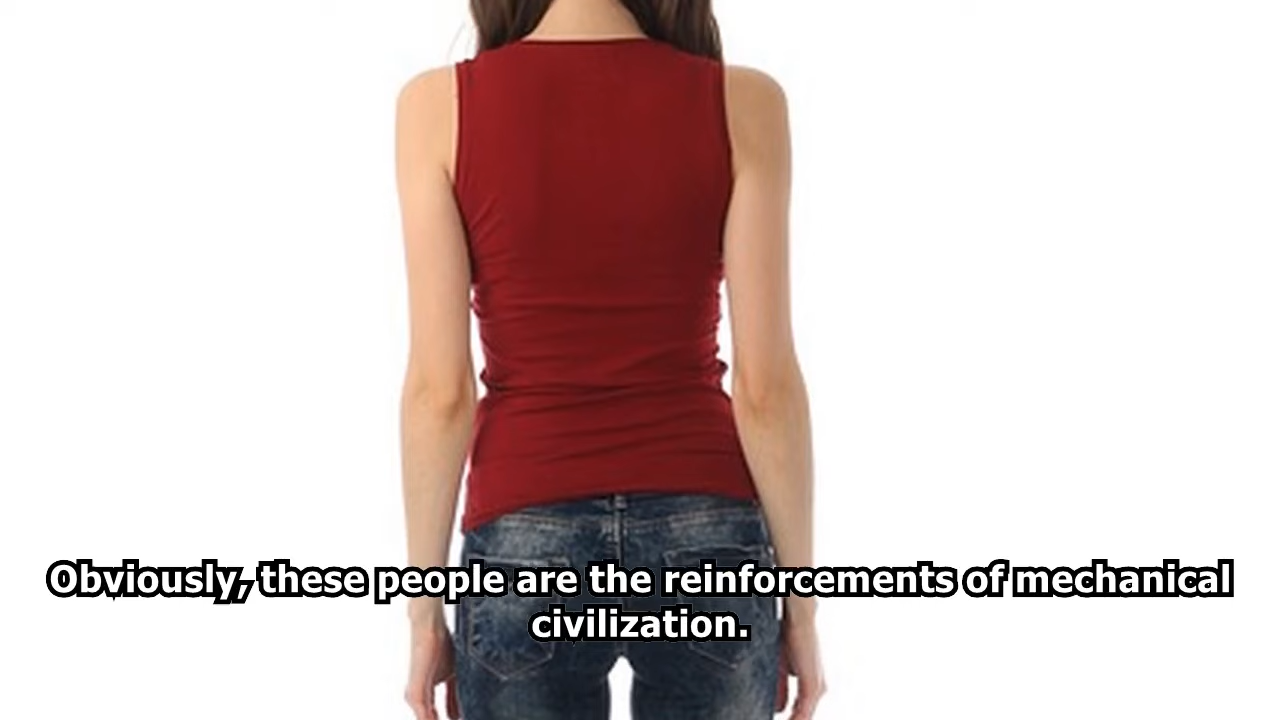 Obviously, these people are the reinforcements of mechanical
civilization.